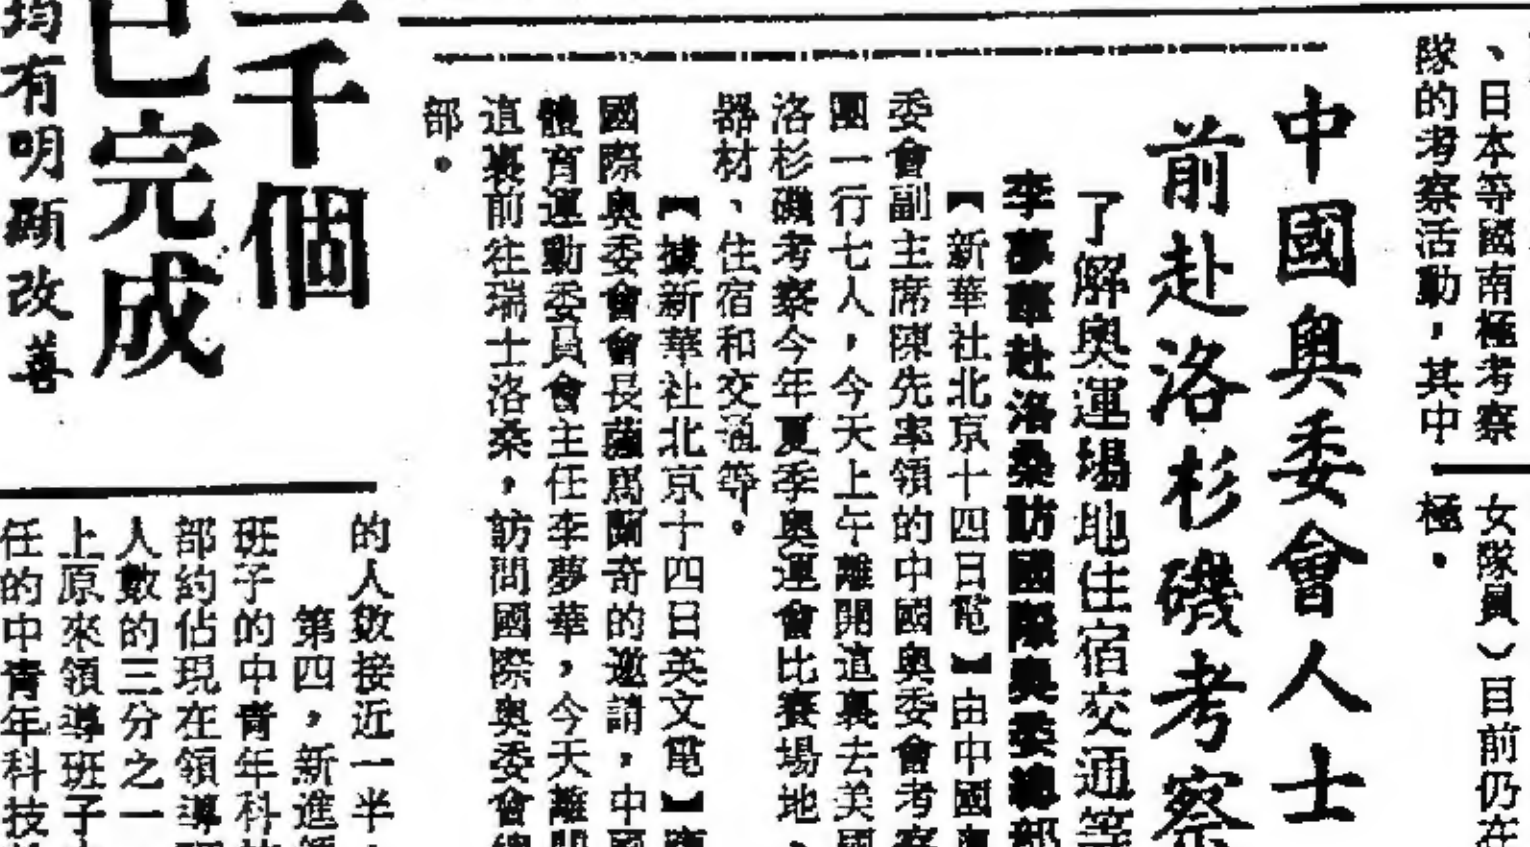 、日本等國南極考察
隊的考察活動，其中
女隊員）目前仍在
極。
中國奧委會人士
前赴洛杉磯考察
了解奧運場地住宿交通等
李夢華赴洛桑訪國際奧委總部
【新華社北京十四日電】由中國奧
委會副主席陳先率領的中國奧委會考察
團一行七人，今天上午離開這裏去美國
洛杉磯考察今年夏季奧運會比賽場地、
器材、住宿和交通等。
【據新華社北京十四日英文電】應
國際奧委會會長薩馬蘭奇的邀請，中國
體育運動委員會主任李夢華，今天離開
這裏前往瑞士洛桑，訪問國際奧委會總
部。
一千個
已完成
均有明顯改善
的人數接近一半
第四，新進領
班子的中青年科技
部約佔現在領導班
人數的三分之一
上原來領導班子
任的中青年科技